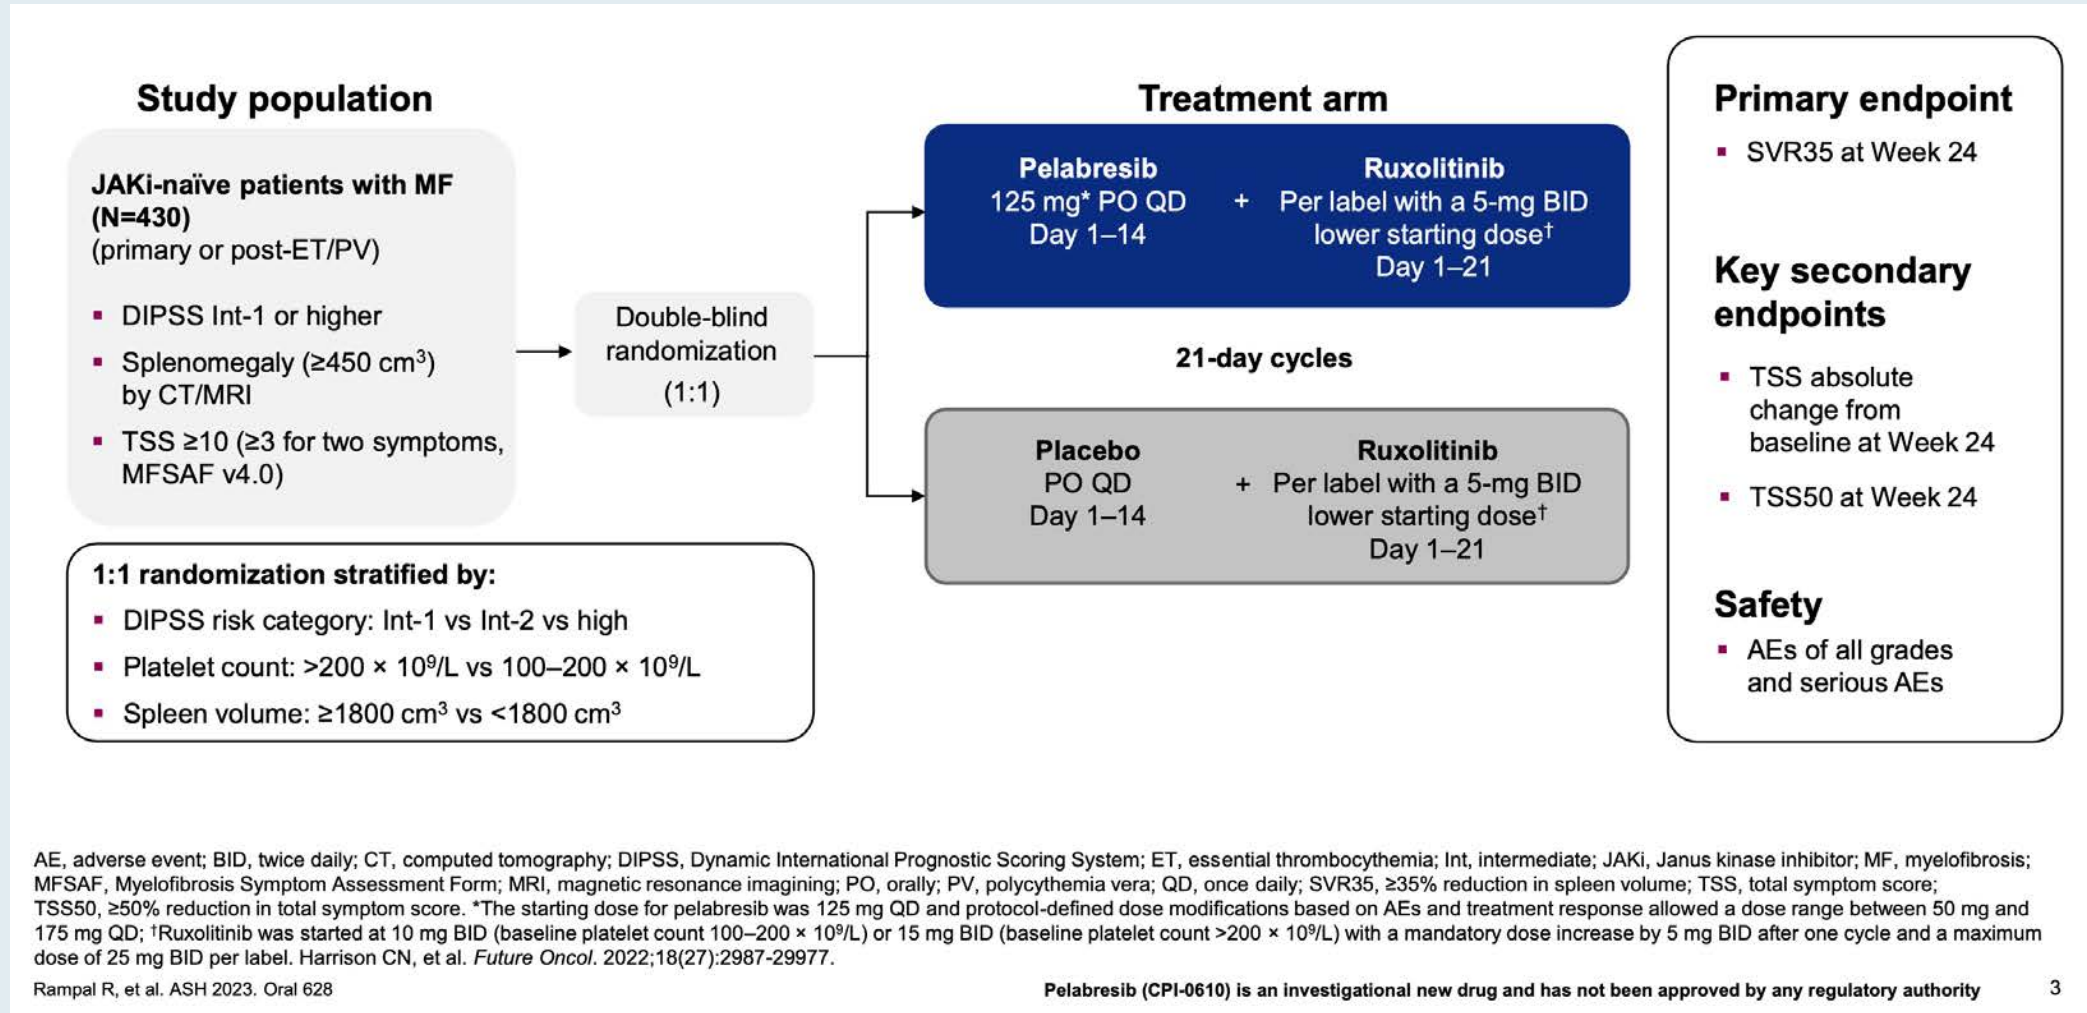 Study population
JAKi-naïve patients with MF
(N=430)
(primary or post-ET/PV)
▪ DIPSS Int-1 or higher
▪ Splenomegaly (≥450 cm³)
by CT/MRI
▪ TSS ≥10 (≥3 for two symptoms,
MFSAF v4.0)
1:1 randomization stratified by:
▪ DIPSS risk category: Int-1 vs Int-2 vs high
▪ Platelet count: >200 × 10⁹/L vs 100–200 × 10⁹/L
▪ Spleen volume: ≥1800 cm³ vs <1800 cm³
Double-blind
randomization
(1:1)
Treatment arm
Pelabresib
125 mg* PO QD
Day 1–14
+
Ruxolitinib
Per label with a 5-mg BID
lower starting dose†
Day 1–21
21-day cycles
Placebo
PO QD
Day 1–14
+
Ruxolitinib
Per label with a 5-mg BID
lower starting dose†
Day 1–21
Primary endpoint
▪ SVR35 at Week 24
Key secondary
endpoints
▪ TSS absolute
change from
baseline at Week 24
▪ TSS50 at Week 24
Safety
▪ AEs of all grades
and serious AEs
AE, adverse event; BID, twice daily; CT, computed tomography; DIPSS, Dynamic International Prognostic Scoring System; ET, essential thrombocythemia; Int, intermediate; JAKi, Janus kinase inhibitor; MF, myelofibrosis;
MFSAF, Myelofibrosis Symptom Assessment Form; MRI, magnetic resonance imagining; PO, orally; PV, polycythemia vera; QD, once daily; SVR35, ≥35% reduction in spleen volume; TSS, total symptom score;
TSS50, ≥50% reduction in total symptom score. *The starting dose for pelabresib was 125 mg QD and protocol-defined dose modifications based on AEs and treatment response allowed a dose range between 50 mg and
175 mg QD; †Ruxolitinib was started at 10 mg BID (baseline platelet count 100–200 × 10⁹/L) or 15 mg BID (baseline platelet count >200 × 10⁹/L) with a mandatory dose increase by 5 mg BID after one cycle and a maximum
dose of 25 mg BID per label. Harrison CN, et al. Future Oncol. 2022;18(27):2987-29977.
Rampal R, et al. ASH 2023. Oral 628
Pelabresib (CPI-0610) is an investigational new drug and has not been approved by any regulatory authority
3